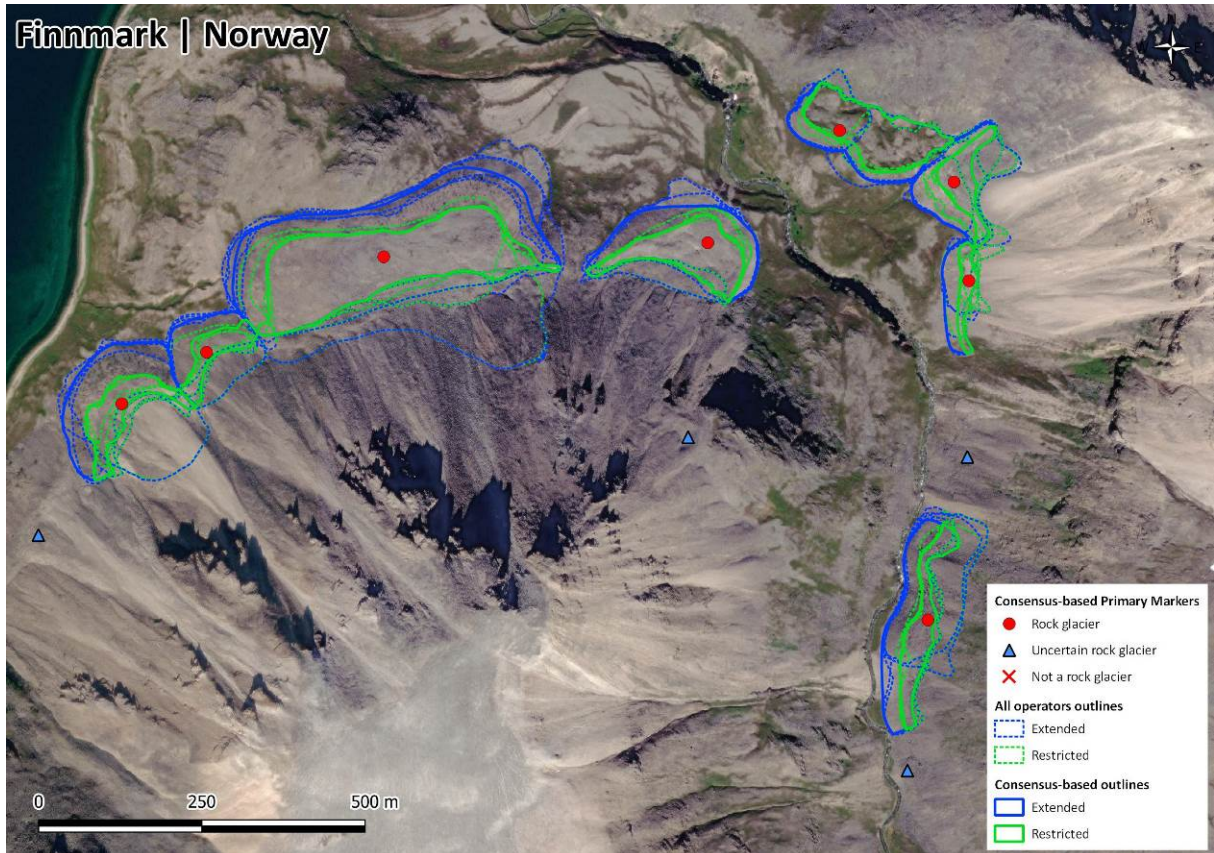 Finnmark | Norway
S
0 250 500 m
Consensus-based Primary Markers
Rock glacier
Uncertain rock glacier
Not a rock glacier
All operators outlines
Extended
Restricted
Consensus-based outlines
Extended
Restricted